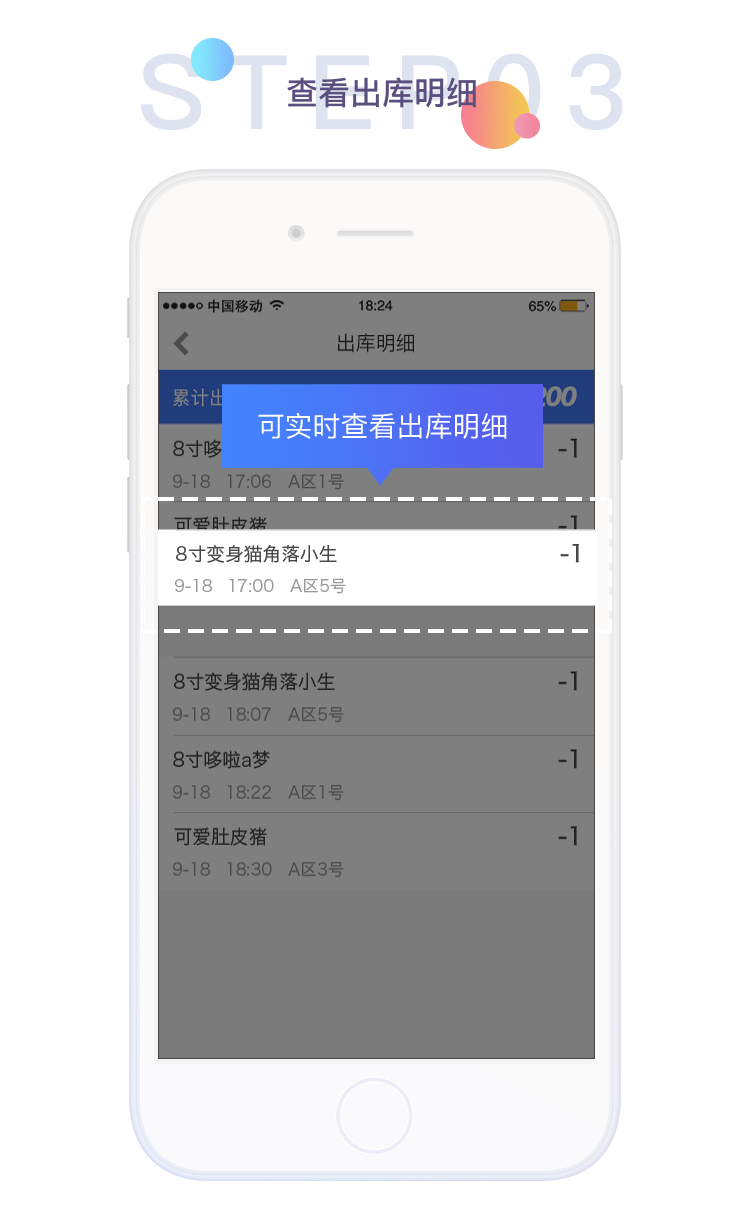 STEP03
查看出库明细
中国移动 18:24 65%
出库明细
累计出 200
可实时查看出库明细
8寸哆 -1
9-18 17:06 A区1号
可爱肚皮猪 -1
8寸变身猫角落小生 -1
9-18 17:00 A区5号
8寸变身猫角落小生 -1
9-18 18:07 A区5号
8寸哆啦a梦 -1
9-18 18:22 A区1号
可爱肚皮猪 -1
9-18 18:30 A区3号